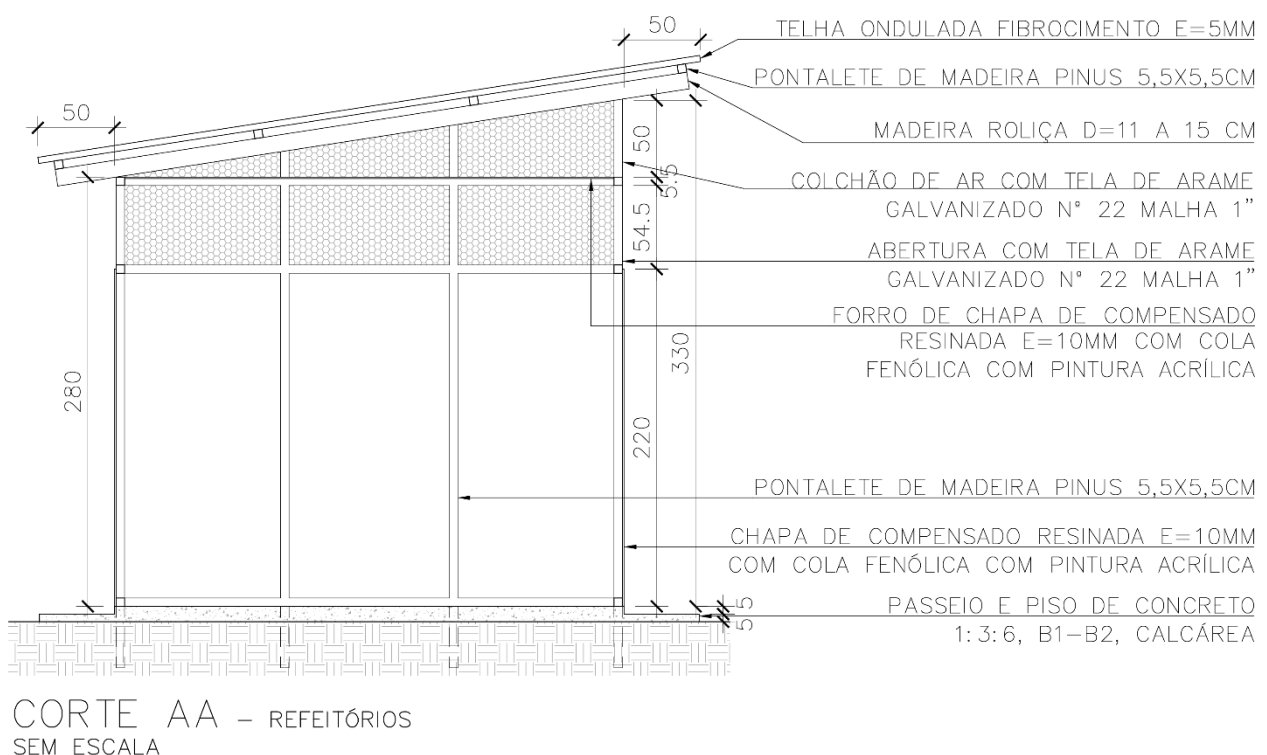 50
TELHA ONDULADA FIBROCIMENTO E=5MM
PONTALETE DE MADEIRA PINUS 5,5X5,5CM
50
MADEIRA ROLIÇA D=11 A 15 CM
50
COLCHÃO DE AR COM TELA DE ARAME
GALVANIZADO N° 22 MALHA 1”
5.5
54.5
ABERTURA COM TELA DE ARAME
GALVANIZADO N° 22 MALHA 1”
FORRO DE CHAPA DE COMPENSADO
RESINADA E=10MM COM COLA
FENÓLICA COM PINTURA ACRÍLICA
330
280
220
PONTALETE DE MADEIRA PINUS 5,5X5,5CM
CHAPA DE COMPENSADO RESINADA E=10MM
COM COLA FENÓLICA COM PINTURA ACRÍLICA
5
5
PASSEIO E PISO DE CONCRETO
1:3:6, B1-B2, CALCÁREA
CORTE AA - REFEITÓRIOS
SEM ESCALA